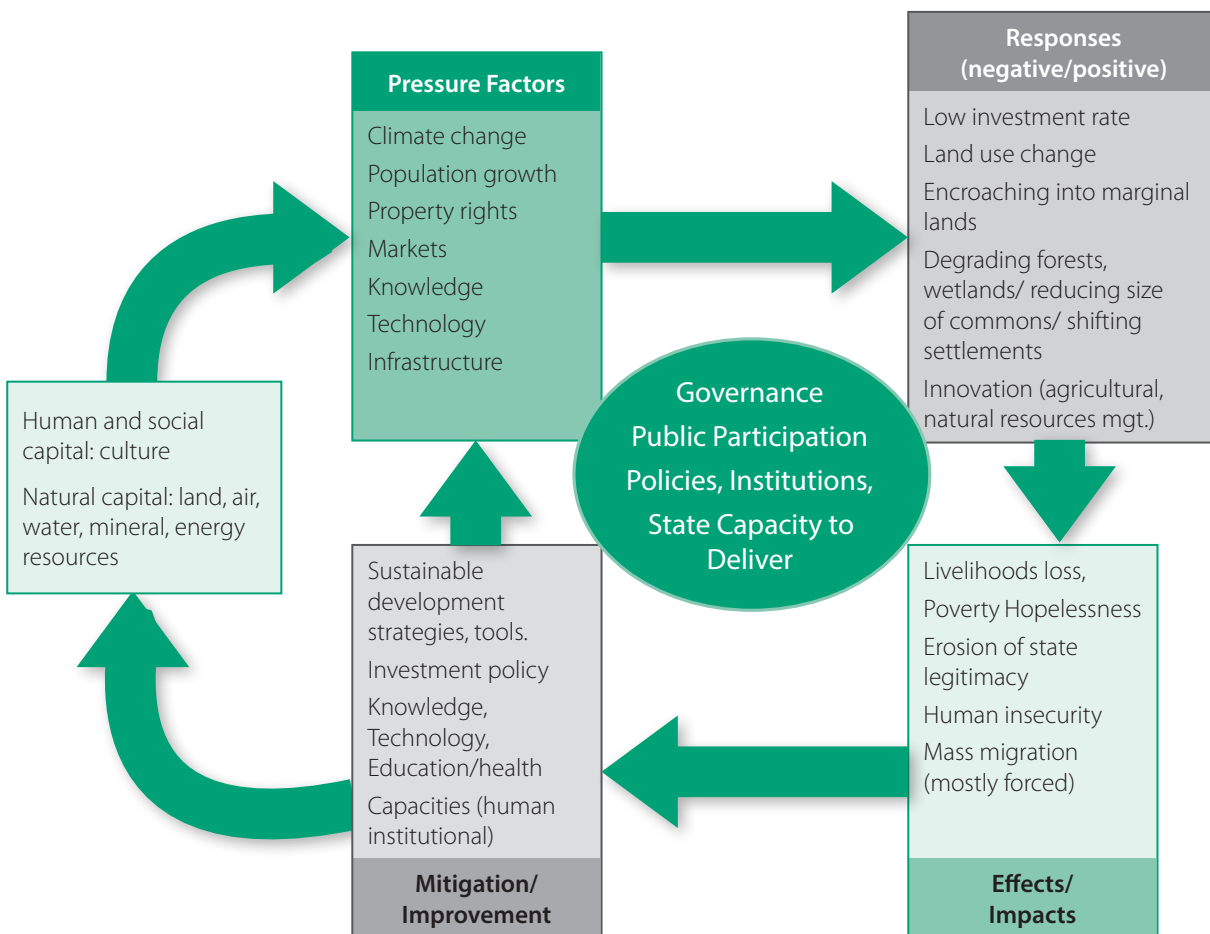 Pressure Factors
Climate change
Population growth
Property rights
Markets
Knowledge
Technology
Infrastructure
Responses
(negative/positive)
Low investment rate
Land use change
Encroaching into marginal
lands
Degrading forests,
wetlands/ reducing size
of commons/ shifting
settlements
Innovation (agricultural,
natural resources mgt.)
Human and social
capital: culture
Natural capital: land, air,
water, mineral, energy
resources
Governance
Public Participation
Policies, Institutions,
State Capacity to
Deliver
Sustainable
development
strategies, tools.
Investment policy
Knowledge,
Technology,
Education/health
Capacities (human
institutional)
Mitigation/
Improvement
Livelihoods loss,
Poverty Hopelessness
Erosion of state
legitimacy
Human insecurity
Mass migration
(mostly forced)
Effects/
Impacts